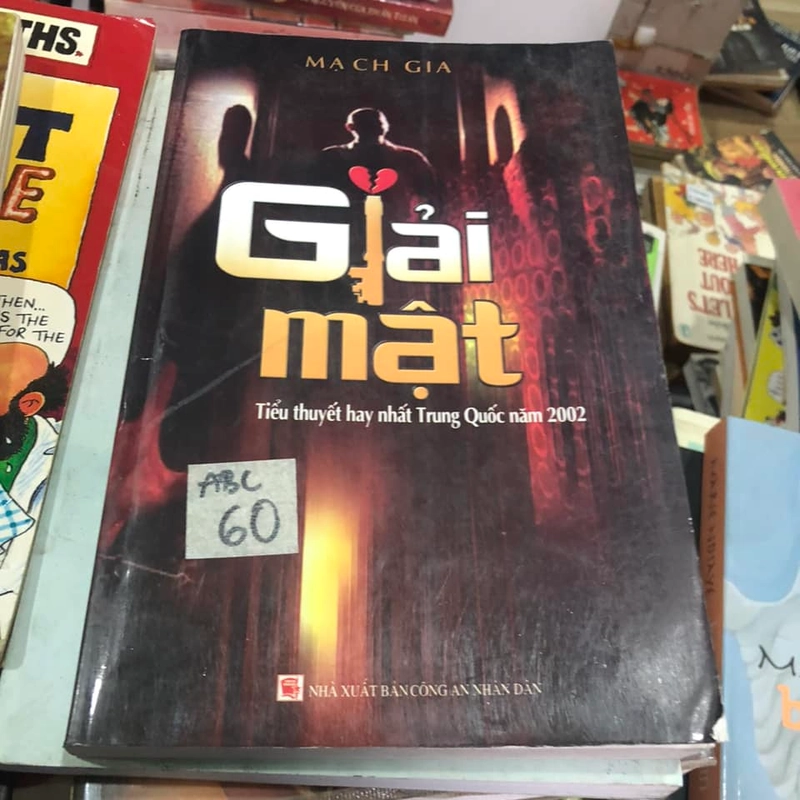 MẠCH GIA
Giải
mật
Tiểu thuyết hay nhất Trung Quốc năm 2002
ABC
60
NHÀ XUẤT BẢN CÔNG AN NHÂN DÂN
THS.
T
E
AS
THEN...
S THE
FOR THE
LET'S
OUT
HERE